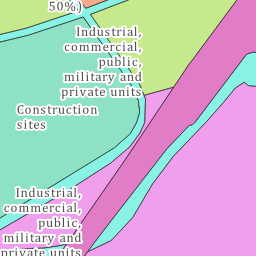 50%)
Industrial,
commercial,
public,
military and
private units
Construction
sites
Industrial,
commercial,
public,
military and
private units